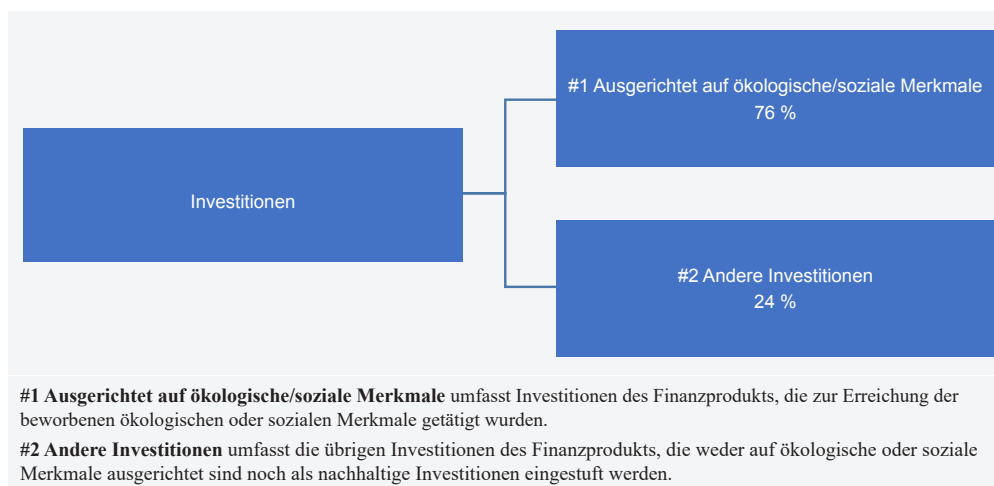 #1 Ausgerichtet auf ökologische/soziale Merkmale
76 %
Investitionen
#2 Andere Investitionen
24 %
#1 Ausgerichtet auf ökologische/soziale Merkmale umfasst Investitionen des Finanzprodukts, die zur Erreichung der
beworbenen ökologischen oder sozialen Merkmale getätigt wurden.
#2 Andere Investitionen umfasst die übrigen Investitionen des Finanzprodukts, die weder auf ökologische oder soziale
Merkmale ausgerichtet sind noch als nachhaltige Investitionen eingestuft werden.